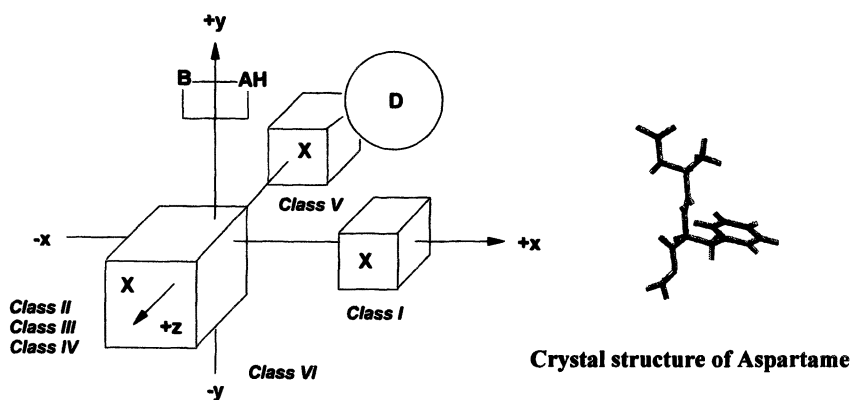 +y
B AH
D
X
Class V
-x
+x
X
X
Class II
Class III
Class IV
+z
Class I
Class VI
-y
Crystal structure of Aspartame